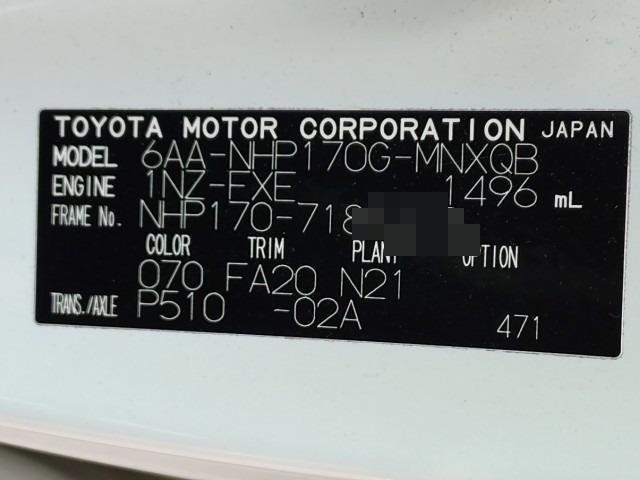 TOYOTA MOTOR CORPORATION JAPAN
MODEL 6AA-NHP170G-MNXQB
ENGINE 1NZ-FXE 1496 mL
FRAME No. NHP170-718
COLOR TRIM PLANT OPTION
070 FA20 N21
TRANS./AXLE P510 -02A
471